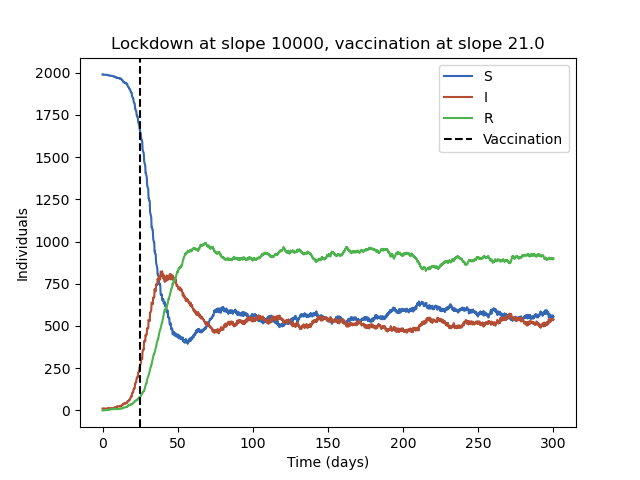 Lockdown at slope 10000, vaccination at slope 21.0
2000
1750
1500
1250
1000
750
500
250
0
Individuals
S
I
R
Vaccination
0 50 100 150 200 250 300
Time (days)